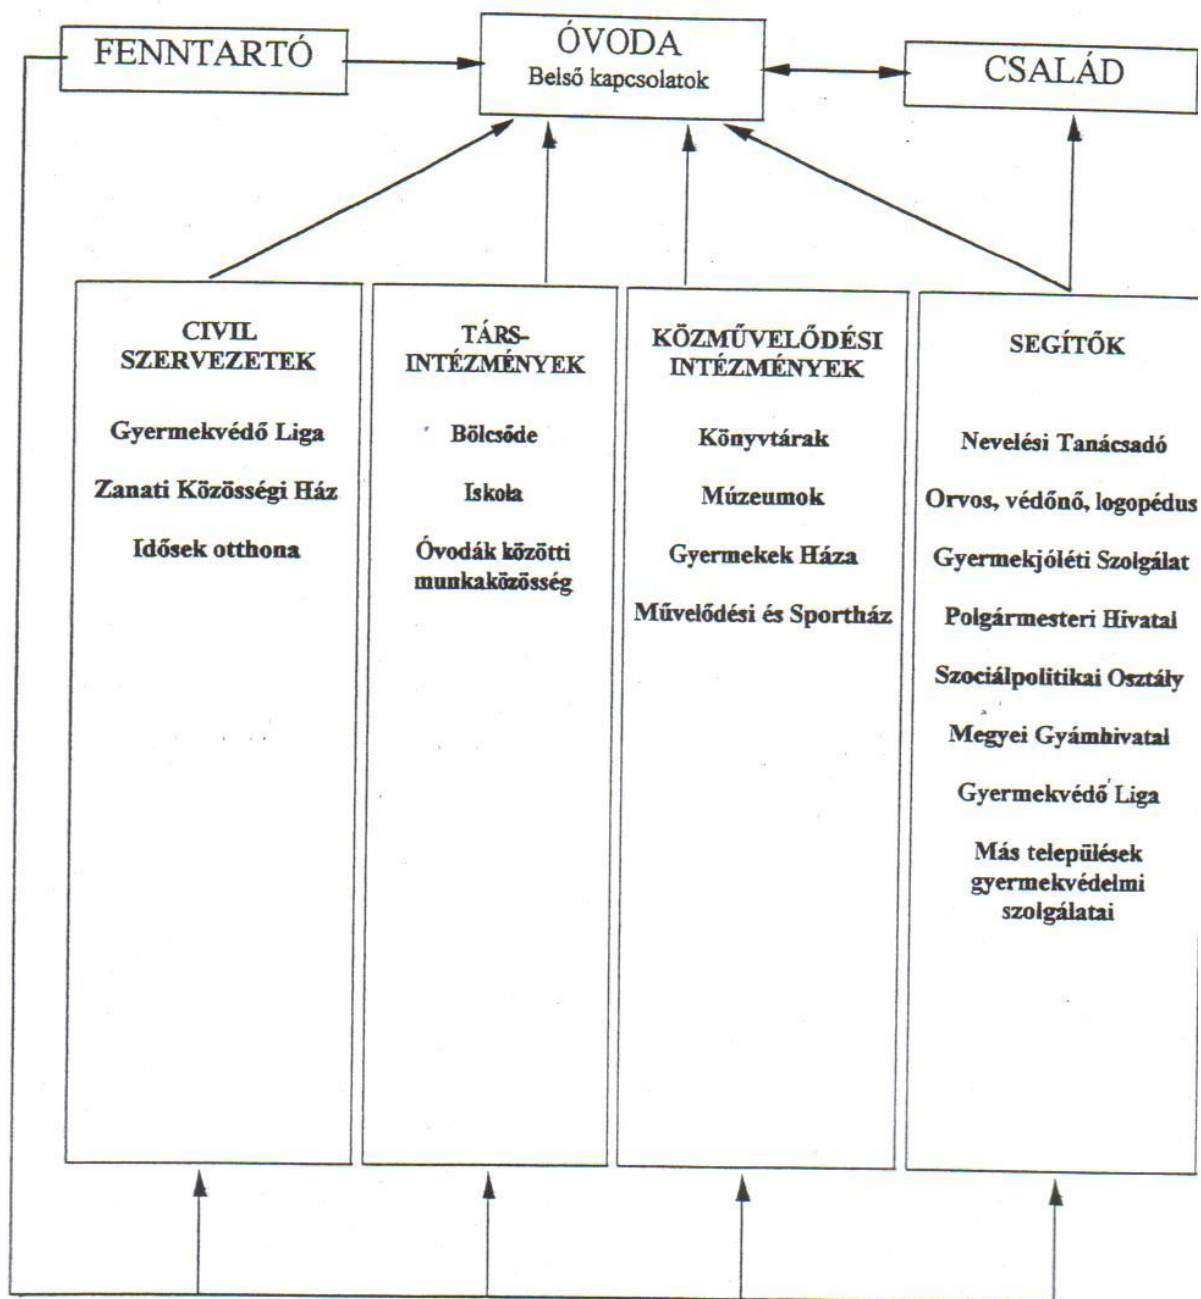 FENNTARTÓ
ÓVODA
Belső kapcsolatok
CSALÁD
CIVIL
SZERVEZETEK
Gyermekvédő Liga
Zanati Közösségi Ház
Idősek otthona
TÁRS-
INTÉZMÉNYEK
Bölcsőde
Iskola
Óvodák közötti
munkaközösség
KÖZMŰVELŐDÉSI
INTÉZMÉNYEK
Könyvtárak
Múzeumok
Gyermekek Háza
Művelődési és Sportház
SEGÍTŐK
Nevelési Tanácsadó
Orvos, védőnő, logopédus
Gyermekjóléti Szolgálat
Polgármesteri Hivatal
Szociálpolitikai Osztály
Megyei Gyámhivatal
Gyermekvédő Liga
Más települések
gyermekvédelmi
szolgálatai